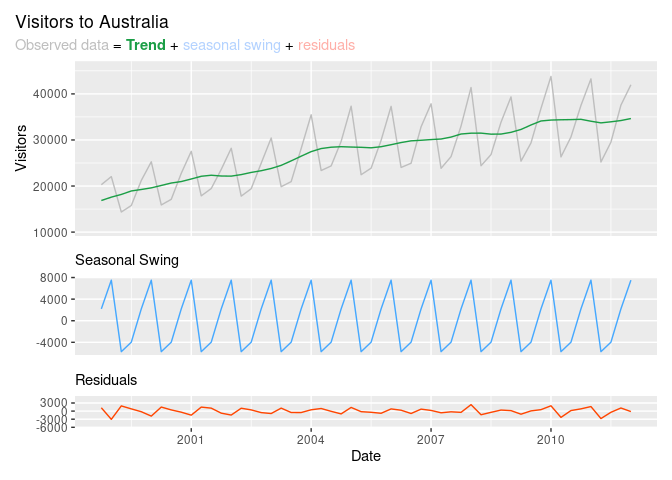 Visitors to Australia
Observed data = Trend + seasonal swing + residuals
Visitors
40000
30000
20000
10000
Seasonal Swing
8000
4000
0
-4000
Residuals
3000
0
-3000
-6000
2001 2004 2007 2010
Date